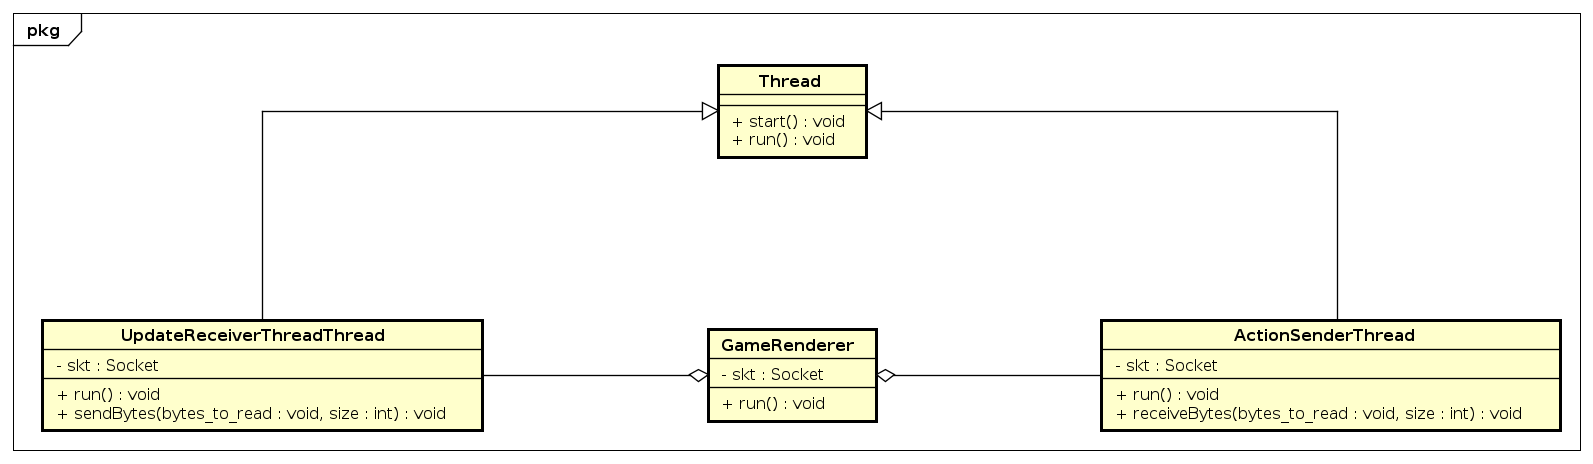 pkg
Thread
+ start() : void
+ run() : void
UpdateReceiverThreadThread
- skt : Socket
+ run() : void
+ sendBytes(bytes_to_read : void, size : int) : void
GameRenderer
- skt : Socket
+ run() : void
ActionSenderThread
- skt : Socket
+ run() : void
+ receiveBytes(bytes_to_read : void, size : int) : void